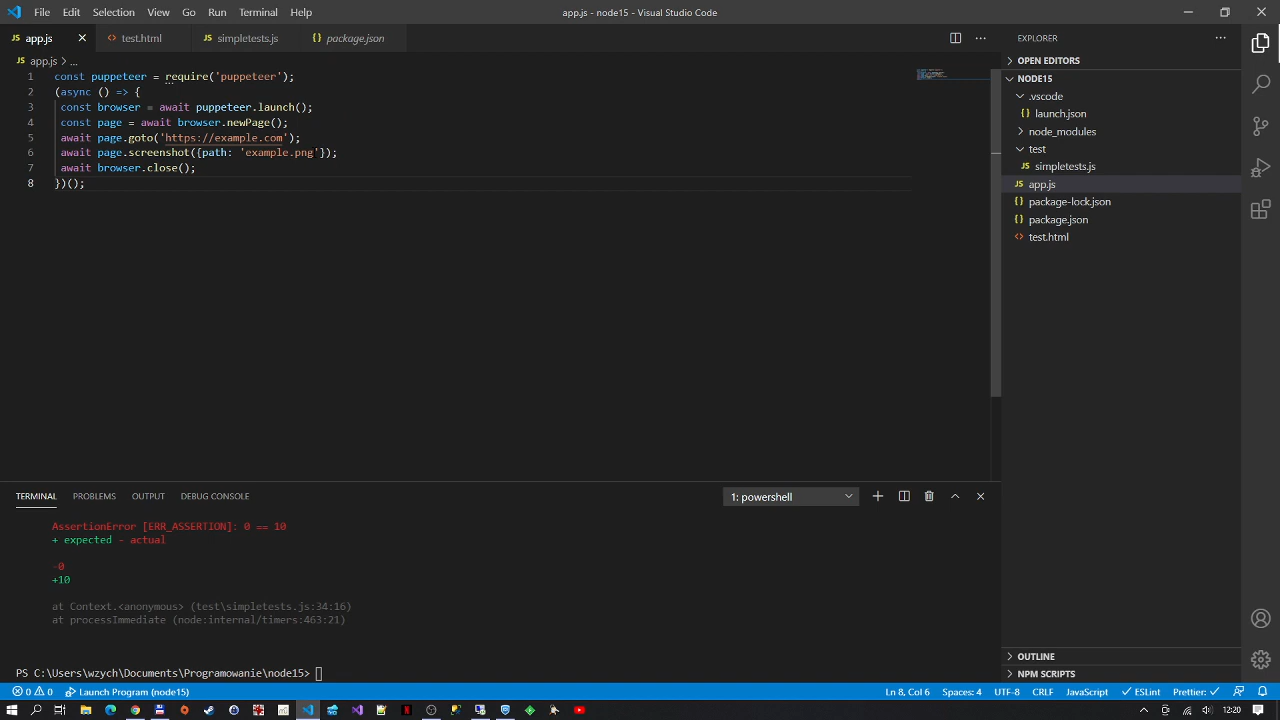 File Edit Selection View Go Run Terminal Help app.js - node15 - Visual Studio Code
JS app.js
<> test.html
JS simpletests.js
{} package.json
JS app.js > ...
1 const puppeteer = require('puppeteer');
2 (async () => {
3 const browser = await puppeteer.launch();
4 const page = await browser.newPage();
5 await page.goto('https://example.com');
6 await page.screenshot({path: 'example.png'});
7 await browser.close();
8 })();
EXPLORER
OPEN EDITORS
NODE15
.vscode
launch.json
node_modules
test
JS simpletests.js
JS app.js
{} package-lock.json
{} package.json
<> test.html
OUTLINE
NPM SCRIPTS
TERMINAL PROBLEMS OUTPUT DEBUG CONSOLE 1: powershell
AssertionError [ERR_ASSERTION]: 0 == 10
+ expected - actual
-0
+10
at Context.<anonymous> (test\simpletests.js:34:16)
at processImmediate (node:internal/timers:463:21)
PS C:\Users\wzych\Documents\Programowanie\node15>
0 0 Launch Program (node15) Ln 8, Col 6 Spaces: 4 UTF-8 CRLF JavaScript ESLint Prettier:
12:20